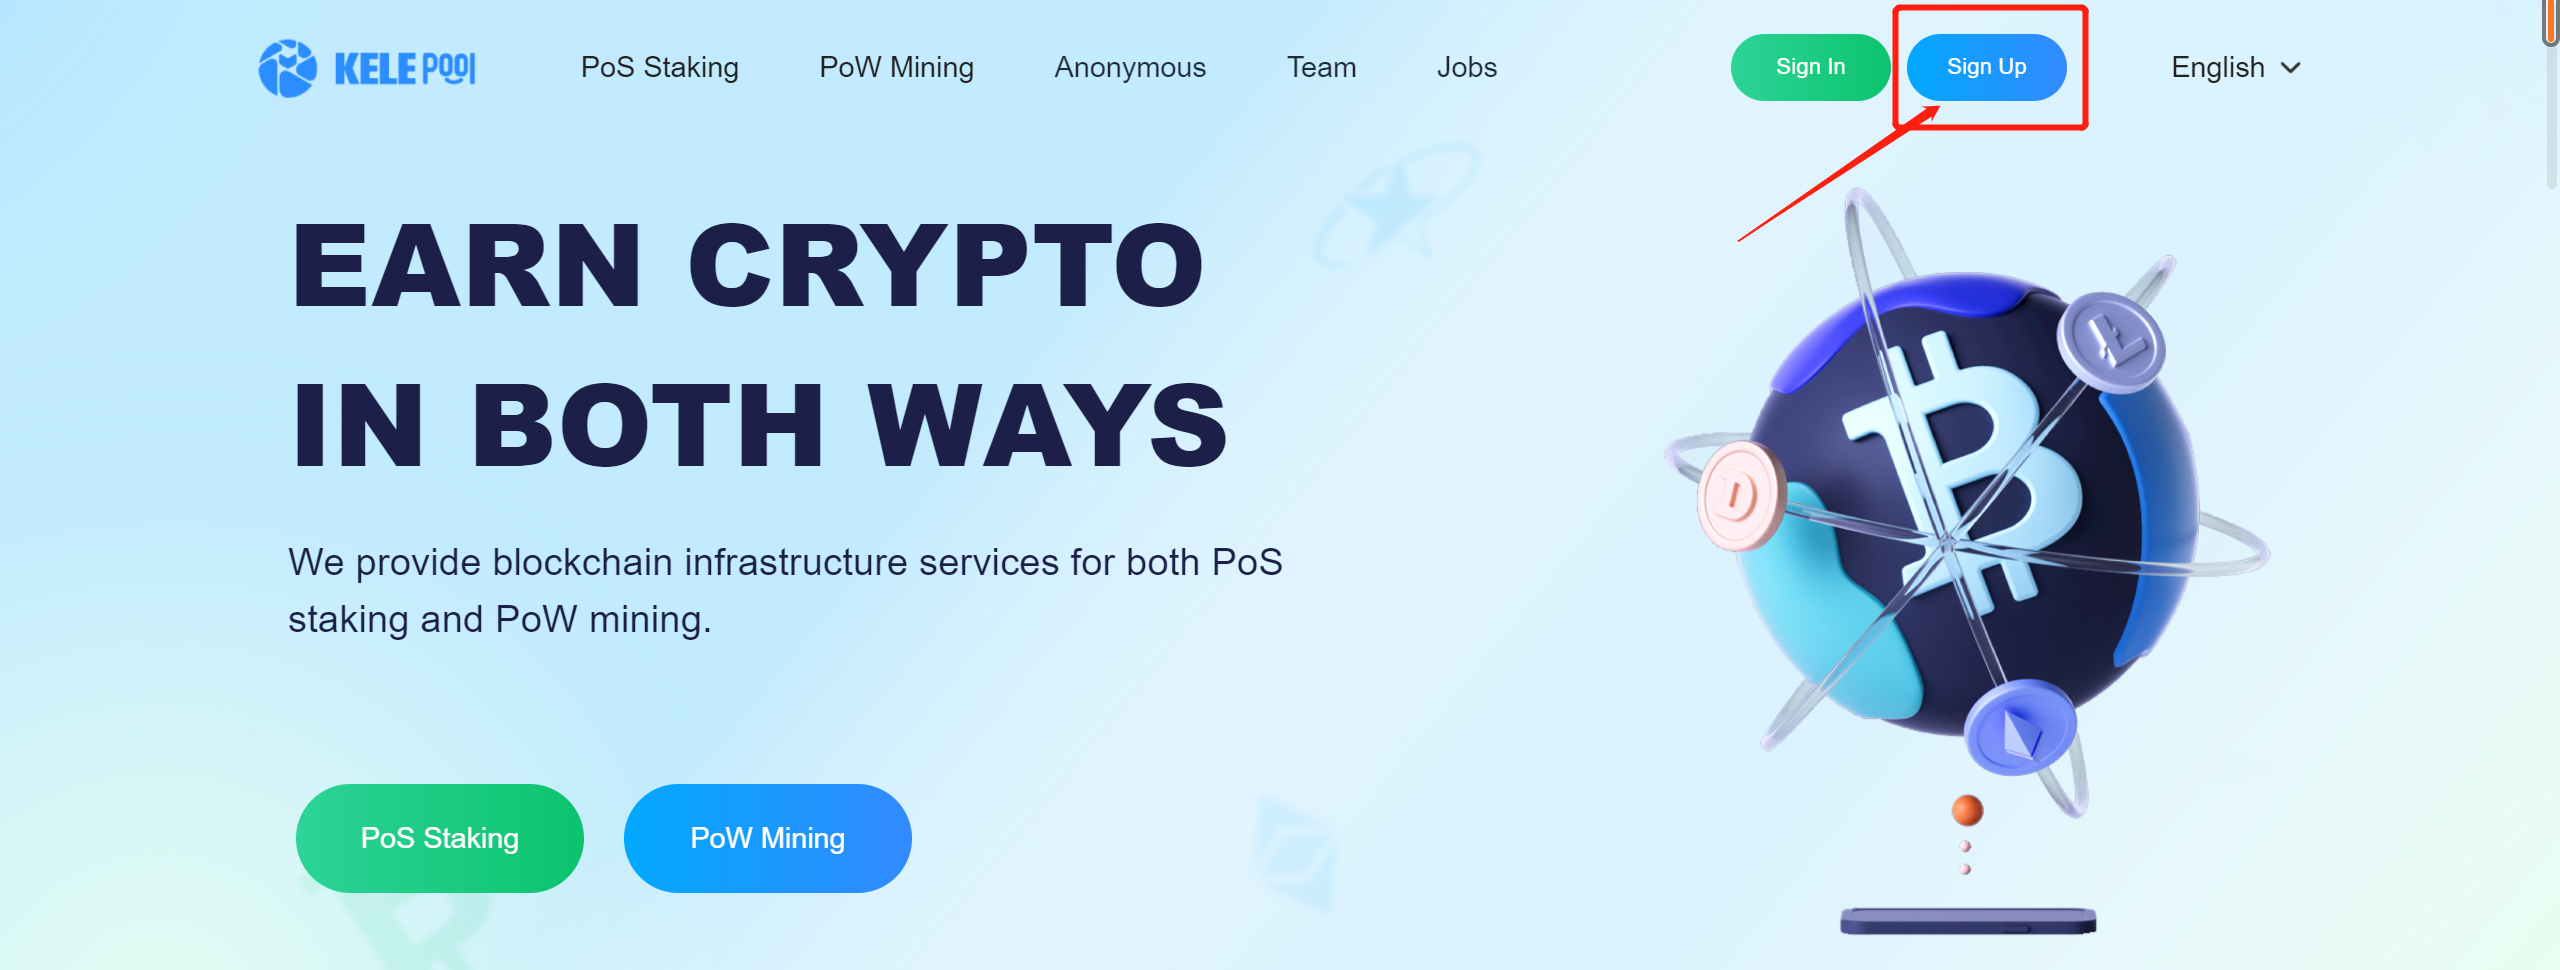 KELE POOL
PoS Staking
PoW Mining
Anonymous
Team
Jobs
Sign In
Sign Up
English
EARN CRYPTO
IN BOTH WAYS
We provide blockchain infrastructure services for both PoS
staking and PoW mining.
PoS Staking
PoW Mining